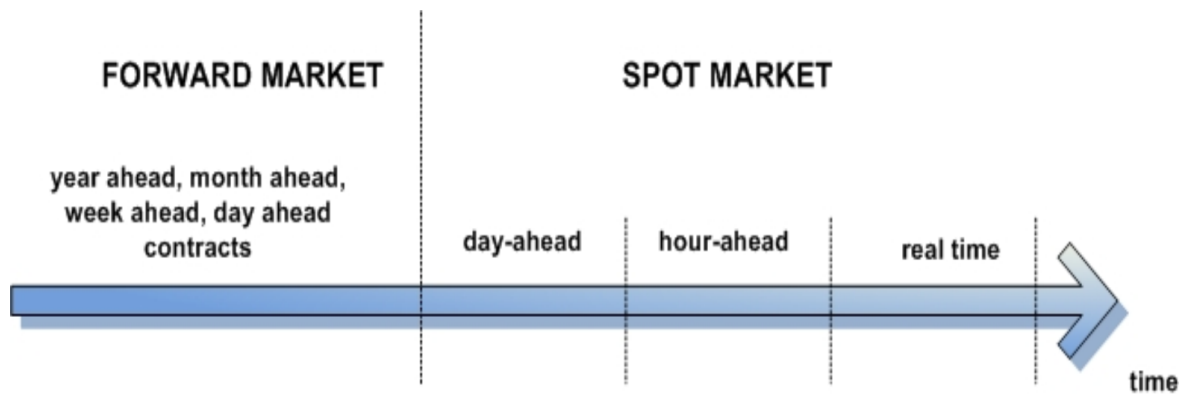 FORWARD MARKET
SPOT MARKET
year ahead, month ahead,
week ahead, day ahead
contracts
day-ahead
hour-ahead
real time
time